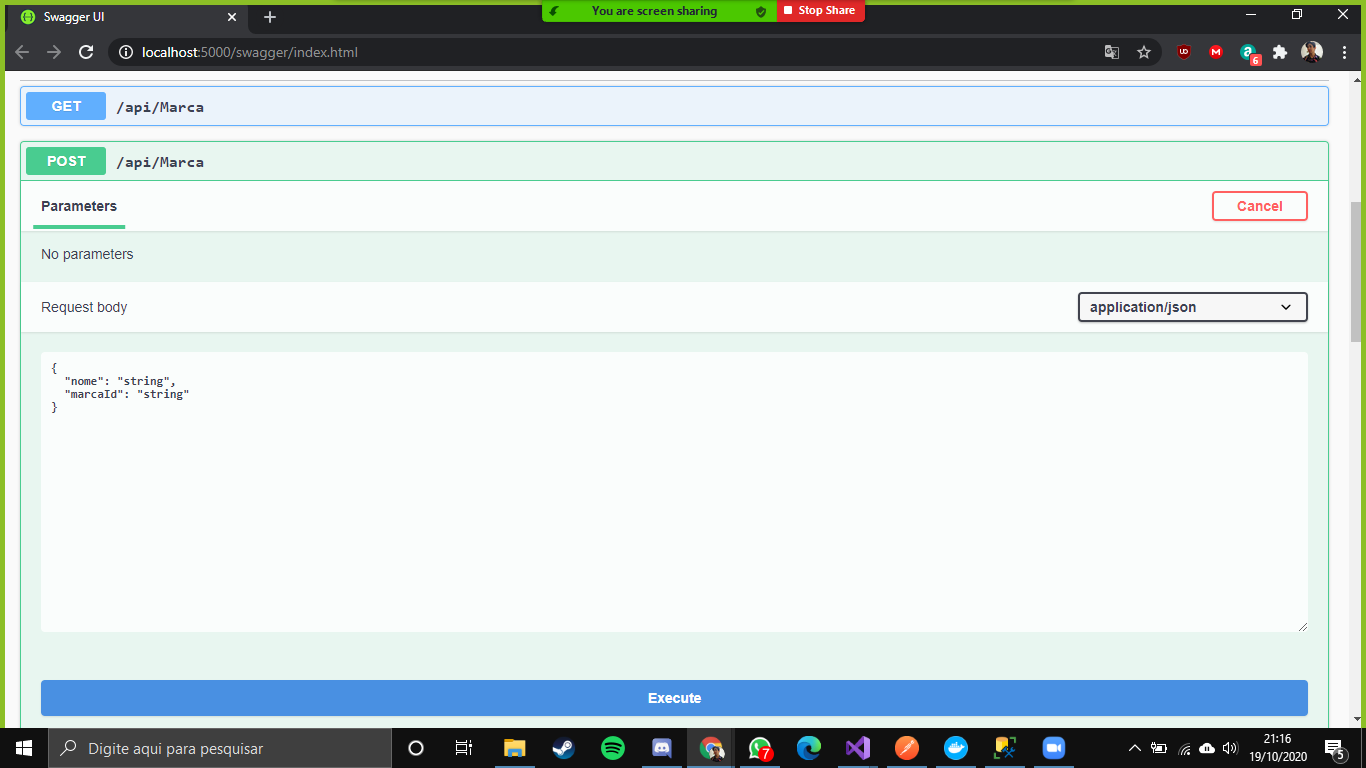 Swagger UI
You are screen sharing
Stop Share
localhost:5000/swagger/index.html
UD
M
a
6
GET /api/Marca
POST /api/Marca
Parameters
Cancel
No parameters
Request body
application/json
{
"nome": "string",
"marcaId": "string"
}
Execute
Digite aqui para pesquisar
7
21:16
19/10/2020
5